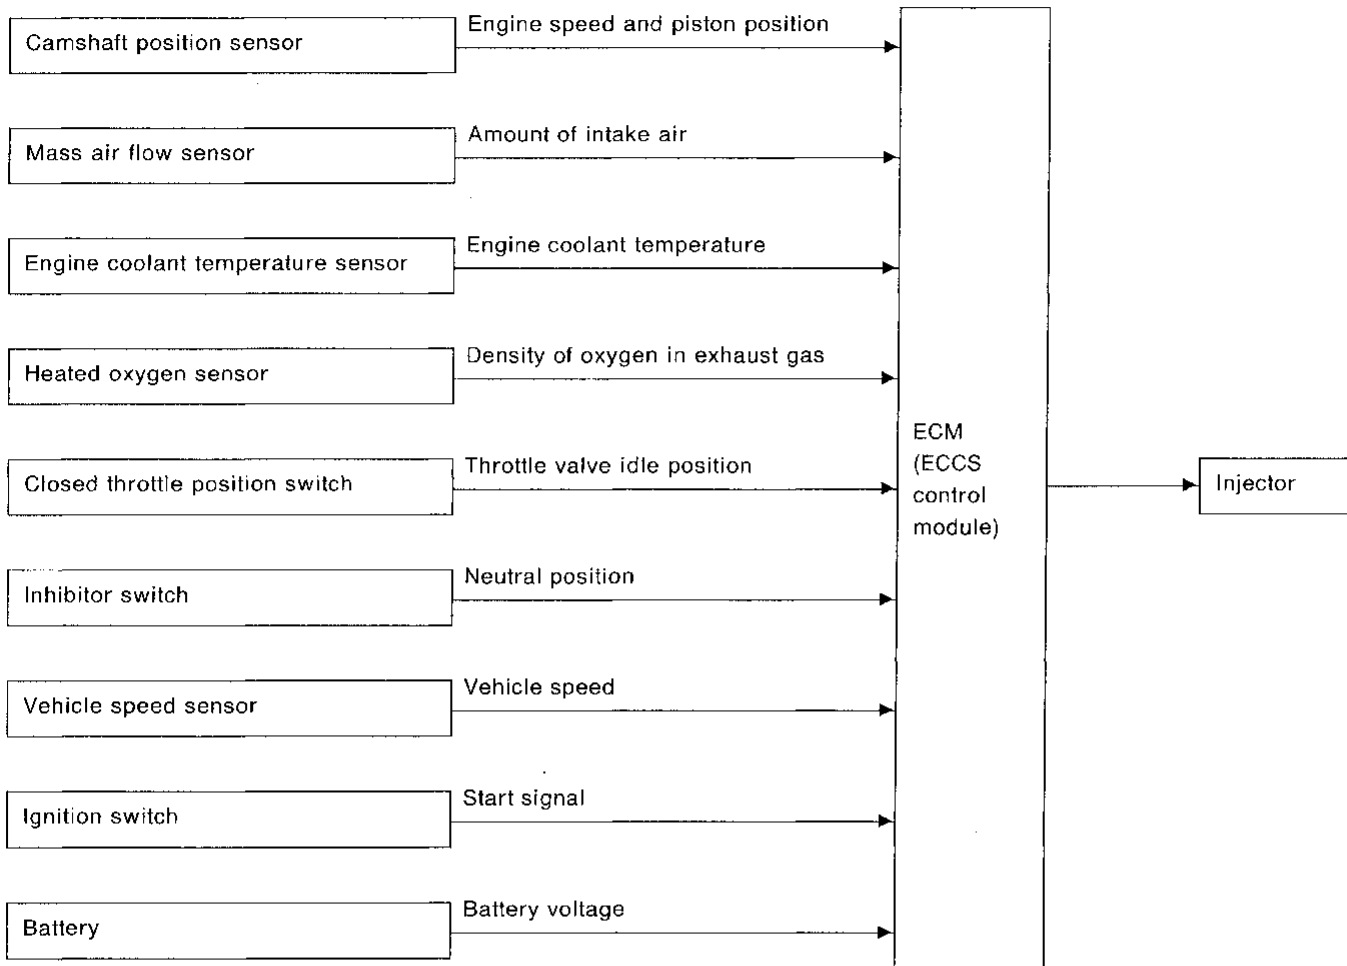 Camshaft position sensor
Engine speed and piston position
Mass air flow sensor
Amount of intake air
Engine coolant temperature sensor
Engine coolant temperature
Heated oxygen sensor
Density of oxygen in exhaust gas
Closed throttle position switch
Throttle valve idle position
Inhibitor switch
Neutral position
Vehicle speed sensor
Vehicle speed
Ignition switch
Start signal
Battery
Battery voltage
ECM
(ECCS
control
module)
Injector